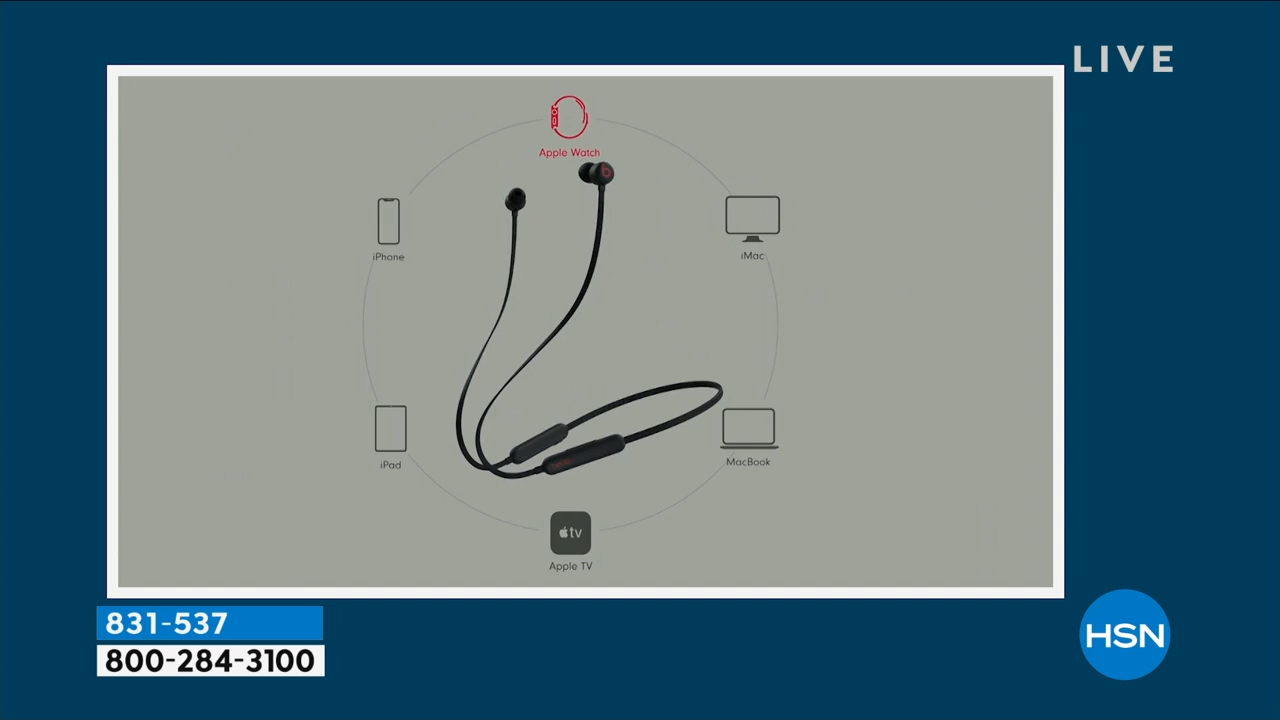 LIVE
Apple Watch
iPhone
iMac
iPad
MacBook
tv
Apple TV
831-537
800-284-3100
HSN